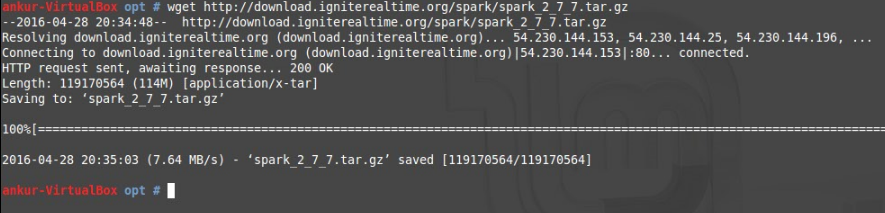 ankur-VirtualBox opt # wget http://download.igniterealtime.org/spark/spark_2_7_7.tar.gz
--2016-04-28 20:34:48--  http://download.igniterealtime.org/spark/spark_2_7_7.tar.gz
Resolving download.igniterealtime.org (download.igniterealtime.org)... 54.230.144.153, 54.230.144.25, 54.230.144.196, ...
Connecting to download.igniterealtime.org (download.igniterealtime.org)|54.230.144.153|:80... connected.
HTTP request sent, awaiting response... 200 OK
Length: 119170564 (114M) [application/x-tar]
Saving to: ‘spark_2_7_7.tar.gz’
100%[=======================================================================================================================
2016-04-28 20:35:03 (7.64 MB/s) - ‘spark_2_7_7.tar.gz’ saved [119170564/119170564]
ankur-VirtualBox opt #